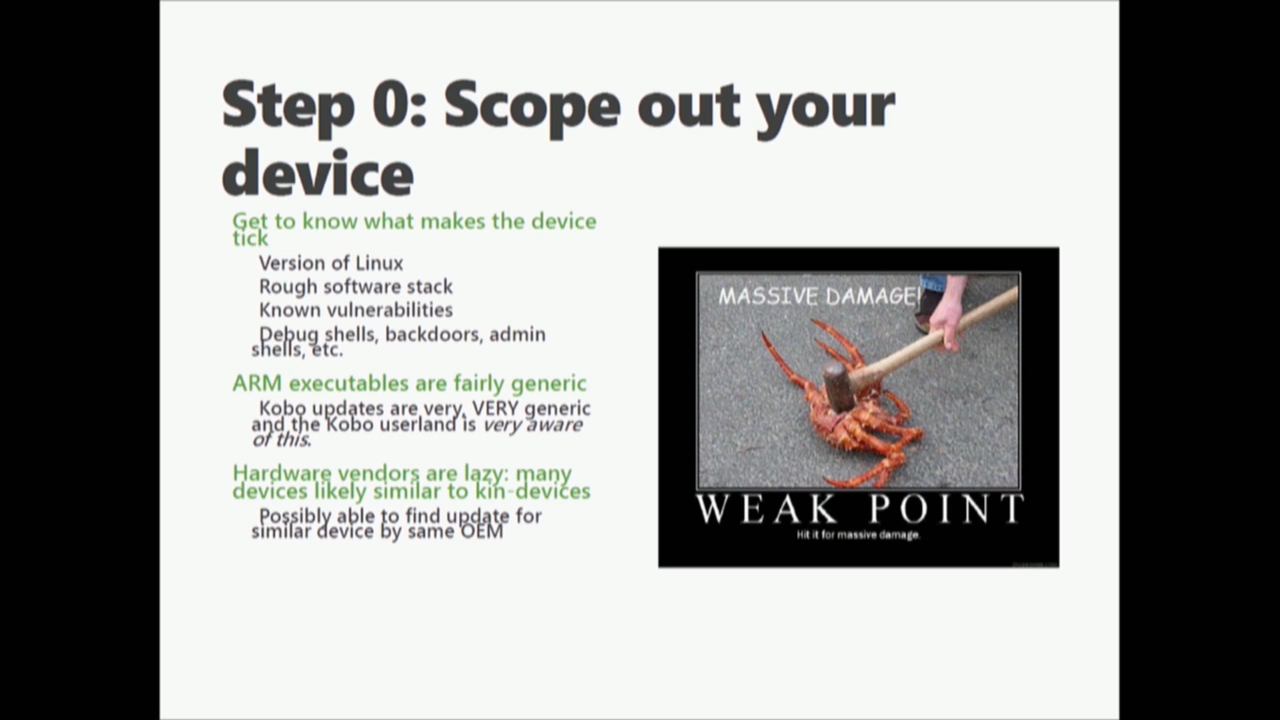 Step 0: Scope out your
device
Get to know what makes the device
tick
Version of Linux
Rough software stack
Known vulnerabilities
Debug shells, backdoors, admin
shells, etc.
ARM executables are fairly generic
Kobo updates are very, VERY generic
and the Kobo userland is very aware
of this.
Hardware vendors are lazy: many
devices likely similar to kin-devices
Possibly able to find update for
similar device by same OEM
MASSIVE DAMAGE!
WEAK POINT
Hit it for massive damage.